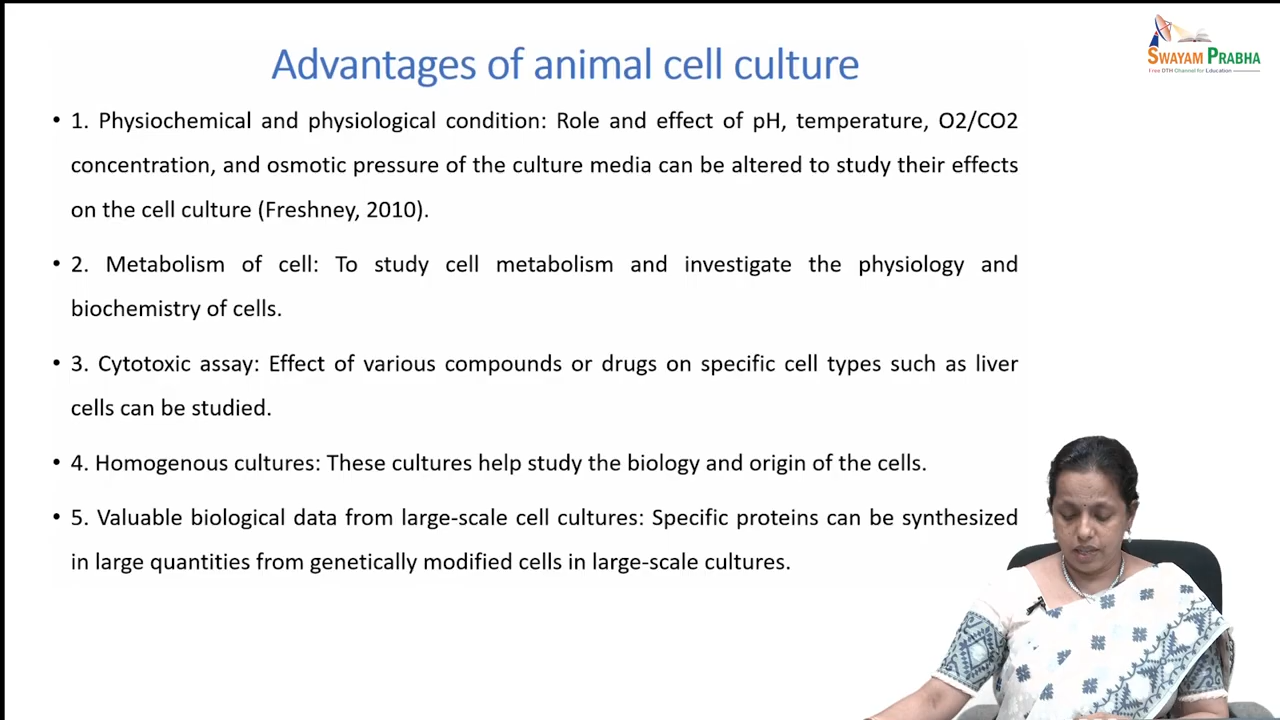 SWAYAM PRABHA
Free DTH Channel for Education
Advantages of animal cell culture
• 1. Physiochemical and physiological condition: Role and effect of pH, temperature, O2/CO2
concentration, and osmotic pressure of the culture media can be altered to study their effects
on the cell culture (Freshney, 2010).
• 2. Metabolism of cell: To study cell metabolism and investigate the physiology and
biochemistry of cells.
• 3. Cytotoxic assay: Effect of various compounds or drugs on specific cell types such as liver
cells can be studied.
• 4. Homogenous cultures: These cultures help study the biology and origin of the cells.
• 5. Valuable biological data from large-scale cell cultures: Specific proteins can be synthesized
in large quantities from genetically modified cells in large-scale cultures.